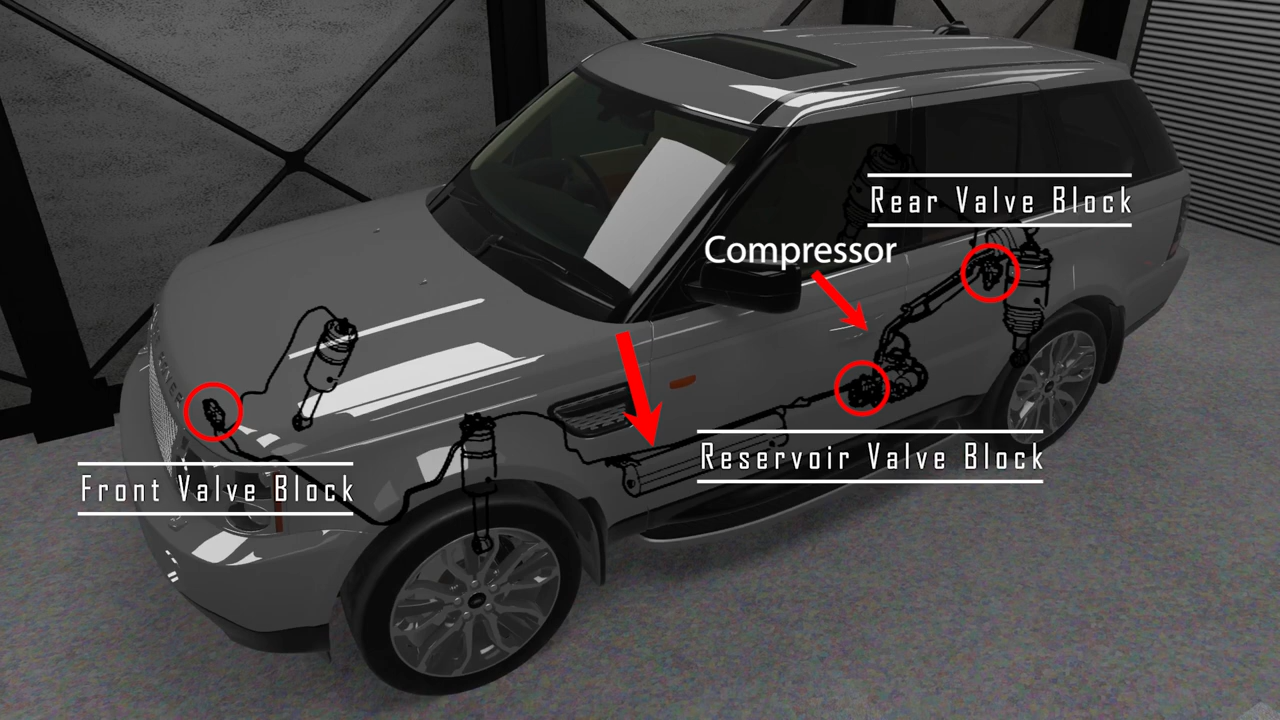 Rear Valve Block
Compressor
Reservoir Valve Block
Front Valve Block